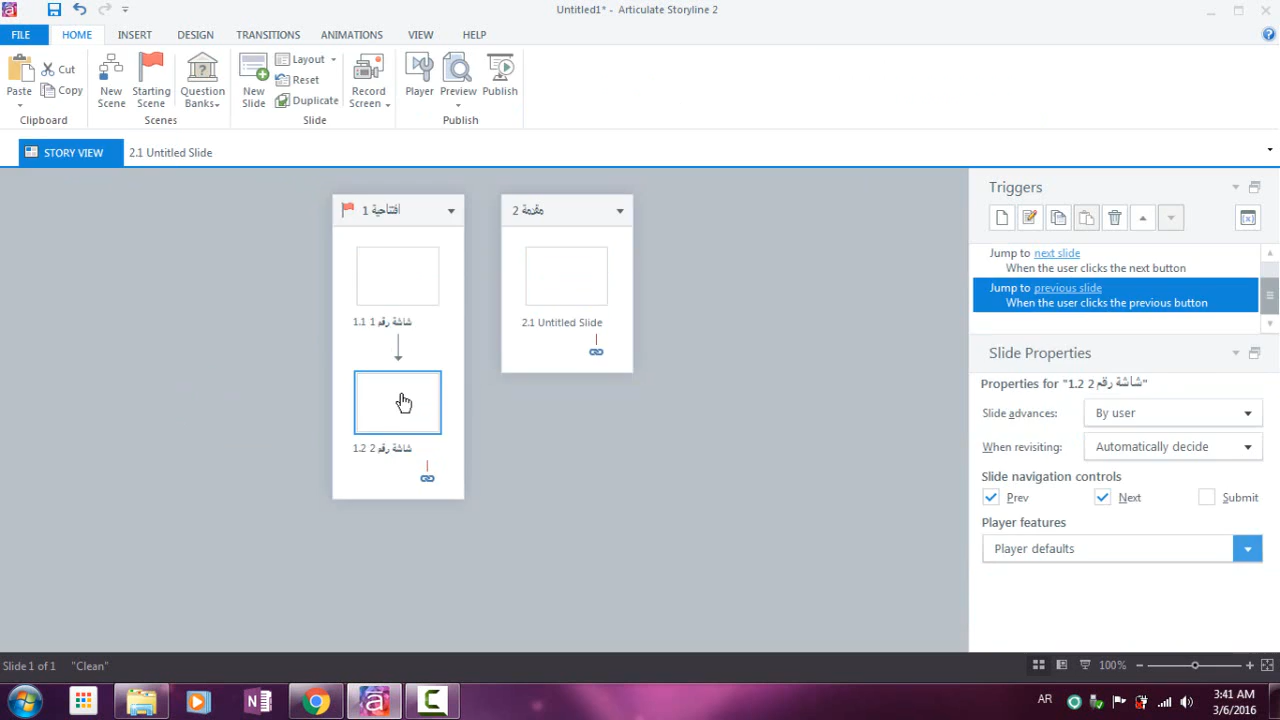 Untitled1* - Articulate Storyline 2
FILE HOME INSERT DESIGN TRANSITIONS ANIMATIONS VIEW HELP
Paste Cut Copy Clipboard
New Scene Starting Scene Question Banks Scenes
New Slide Layout Reset Duplicate Slide
Record Screen
Player Preview Publish Publish
STORY VIEW 2.1 Untitled Slide
افتتاحية 1
1.1 شاشة رقم 1
1.2 شاشة رقم 2
مقدمة 2
2.1 Untitled Slide
Triggers
Jump to next slide
When the user clicks the next button
Jump to previous slide
When the user clicks the previous button
Slide Properties
Properties for "1.2 شاشة رقم 2"
Slide advances: By user
When revisiting: Automatically decide
Slide navigation controls
Prev Next Submit
Player features
Player defaults
Slide 1 of 1 "Clean" 100%
AR 3:41 AM
3/6/2016